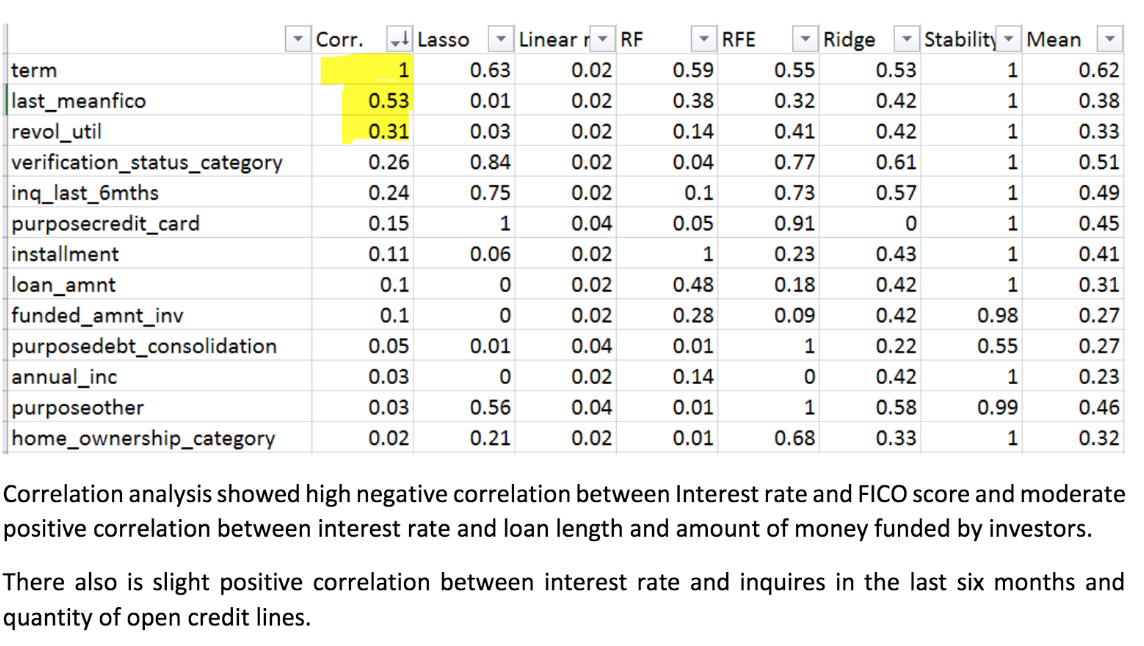 Corr. Lasso Linear r RF RFE Ridge Stability Mean
term 1 0.63 0.02 0.59 0.55 0.53 1 0.62
last_meanfico 0.53 0.01 0.02 0.38 0.32 0.42 1 0.38
revol_util 0.31 0.03 0.02 0.14 0.41 0.42 1 0.33
verification_status_category 0.26 0.84 0.02 0.04 0.77 0.61 1 0.51
inq_last_6mths 0.24 0.75 0.02 0.1 0.73 0.57 1 0.49
purposecredit_card 0.15 1 0.04 0.05 0.91 0 1 0.45
installment 0.11 0.06 0.02 1 0.23 0.43 1 0.41
loan_amnt 0.1 0 0.02 0.48 0.18 0.42 1 0.31
funded_amnt_inv 0.1 0 0.02 0.28 0.09 0.42 0.98 0.27
purposedebt_consolidation 0.05 0.01 0.04 0.01 1 0.22 0.55 0.27
annual_inc 0.03 0 0.02 0.14 0 0.42 1 0.23
purposeother 0.03 0.56 0.04 0.01 1 0.58 0.99 0.46
home_ownership_category 0.02 0.21 0.02 0.01 0.68 0.33 1 0.32
Correlation analysis showed high negative correlation between Interest rate and FICO score and moderate
positive correlation between interest rate and loan length and amount of money funded by investors.
There also is slight positive correlation between interest rate and inquires in the last six months and
quantity of open credit lines.